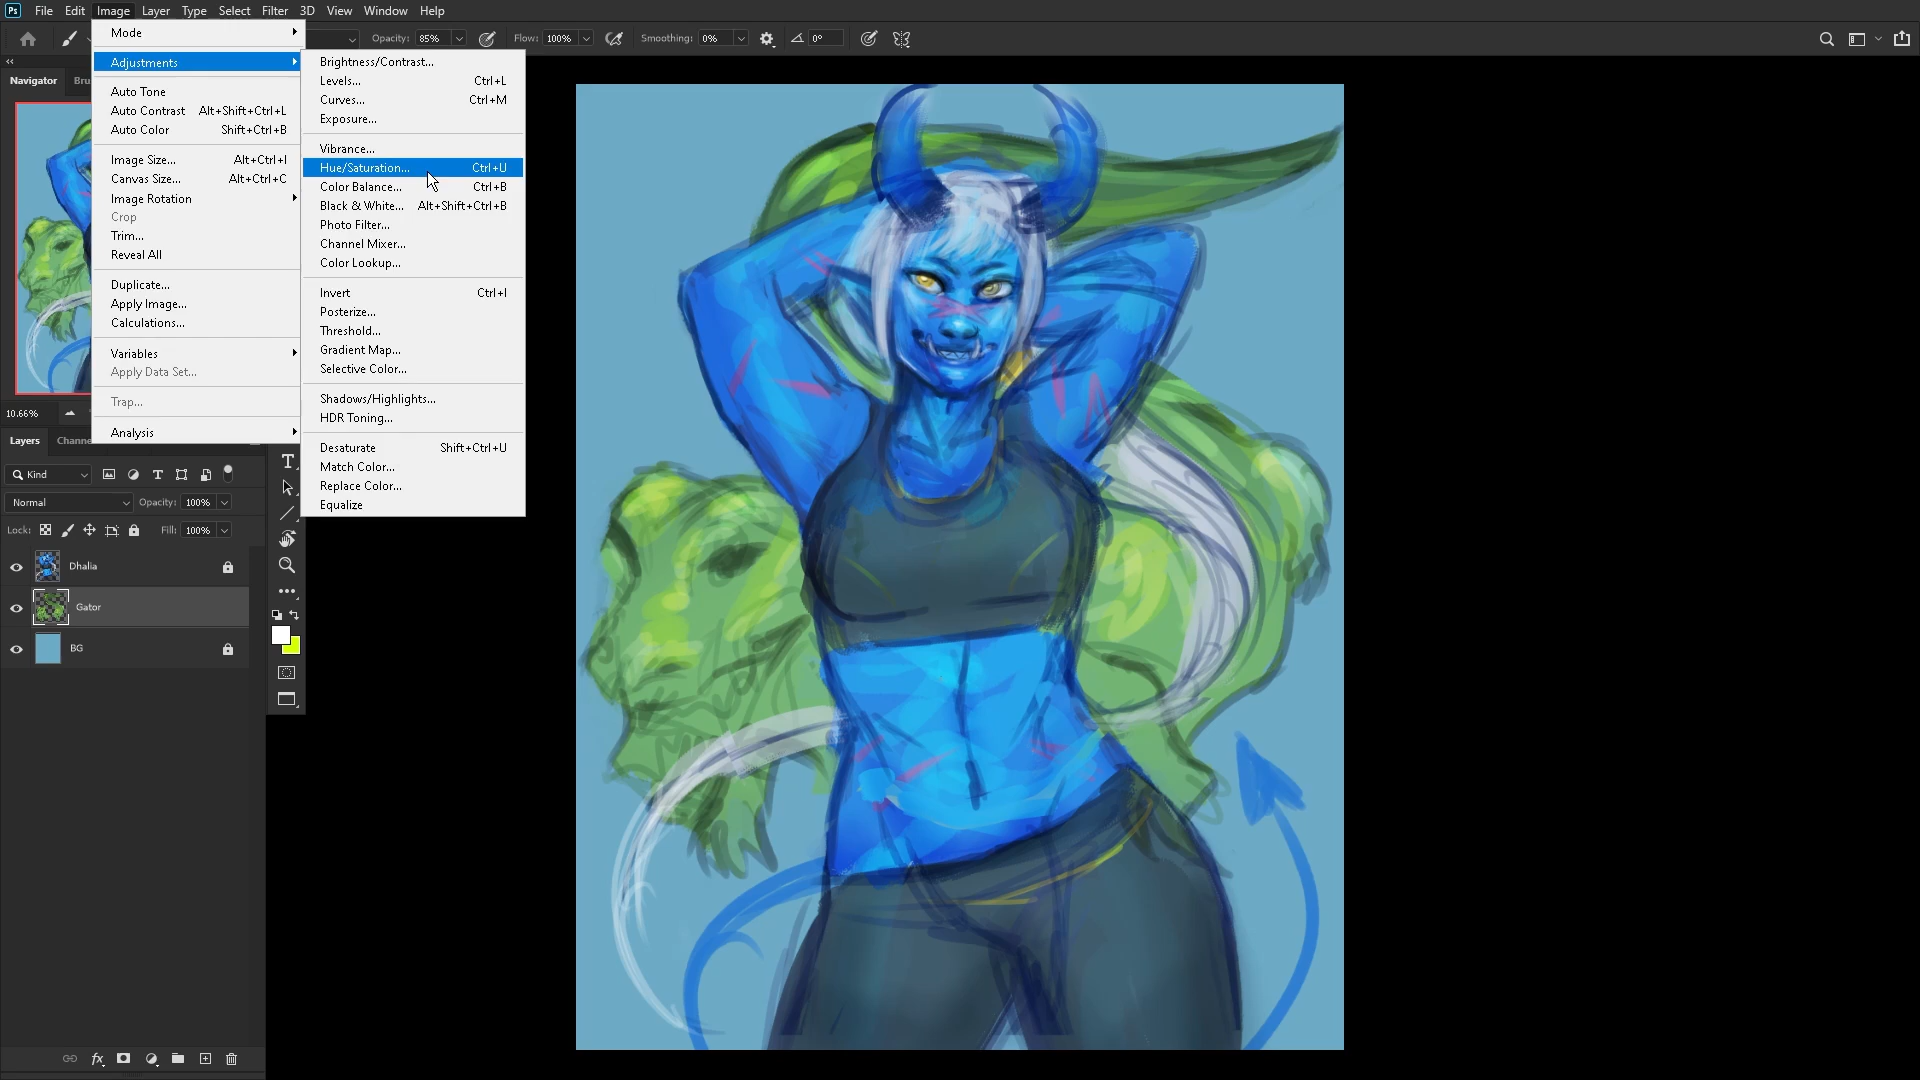 Ps File Edit Image Layer Type Select Filter 3D View Window Help
Opacity: 85% Flow: 100% Smoothing: 0% 0°
Navigator Bru
10.66%
Mode
Adjustments
Auto Tone
Auto Contrast Alt+Shift+Ctrl+L
Auto Color Shift+Ctrl+B
Image Size... Alt+Ctrl+I
Canvas Size... Alt+Ctrl+C
Image Rotation
Crop
Trim...
Reveal All
Duplicate...
Apply Image...
Calculations...
Variables
Apply Data Set...
Trap...
Analysis
Brightness/Contrast...
Levels... Ctrl+L
Curves... Ctrl+M
Exposure...
Vibrance...
Hue/Saturation... Ctrl+U
Color Balance... Ctrl+B
Black & White... Alt+Shift+Ctrl+B
Photo Filter...
Channel Mixer...
Color Lookup...
Invert Ctrl+I
Posterize...
Threshold...
Gradient Map...
Selective Color...
Shadows/Highlights...
HDR Toning...
Desaturate Shift+Ctrl+U
Match Color...
Replace Color...
Equalize
Layers Chann
Kind
Normal Opacity: 100%
Lock: Fill: 100%
Dhalia
Gator
BG
fx